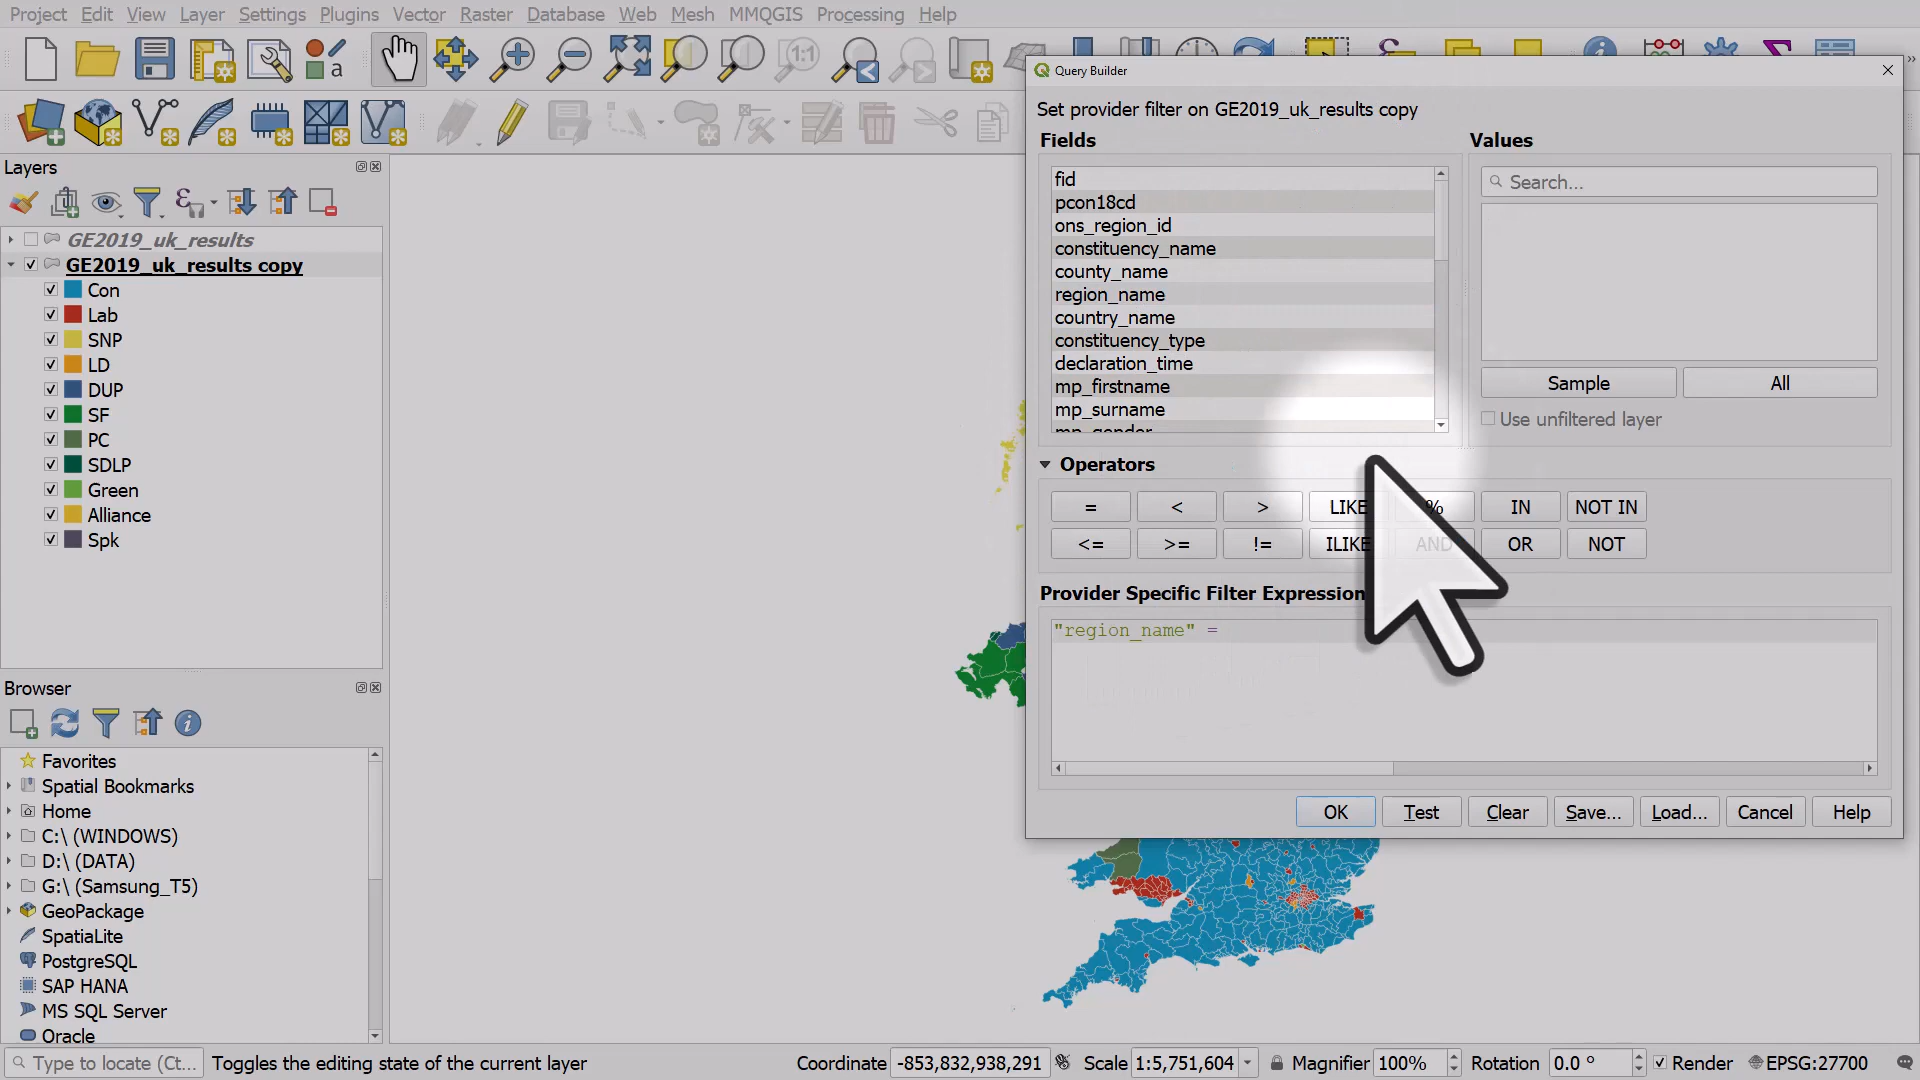 Project Edit View Layer Settings Plugins Vector Raster Database Web Mesh MMQGIS Processing Help
Query Builder
Set provider filter on GE2019_uk_results copy
Fields
Values
fid
pcon18cd
ons_region_id
constituency_name
county_name
region_name
country_name
constituency_type
declaration_time
mp_firstname
mp_surname
mp_gender
Search...
Sample All
Use unfiltered layer
Operators
= < > LIKE % IN NOT IN
<= >= != ILIKE AND OR NOT
Provider Specific Filter Expression
"region_name" =
OK Test Clear Save... Load... Cancel Help
Layers
GE2019_uk_results
GE2019_uk_results copy
Con
Lab
SNP
LD
DUP
SF
PC
SDLP
Green
Alliance
Spk
Browser
Favorites
Spatial Bookmarks
Home
C:\ (WINDOWS)
D:\ (DATA)
G:\ (Samsung_T5)
GeoPackage
SpatiaLite
PostgreSQL
SAP HANA
MS SQL Server
Oracle
Type to locate (Ct... Toggles the editing state of the current layer Coordinate -853,832,938,291 Scale 1:5,751,604 Magnifier 100% Rotation 0.0 ° Render EPSG:27700